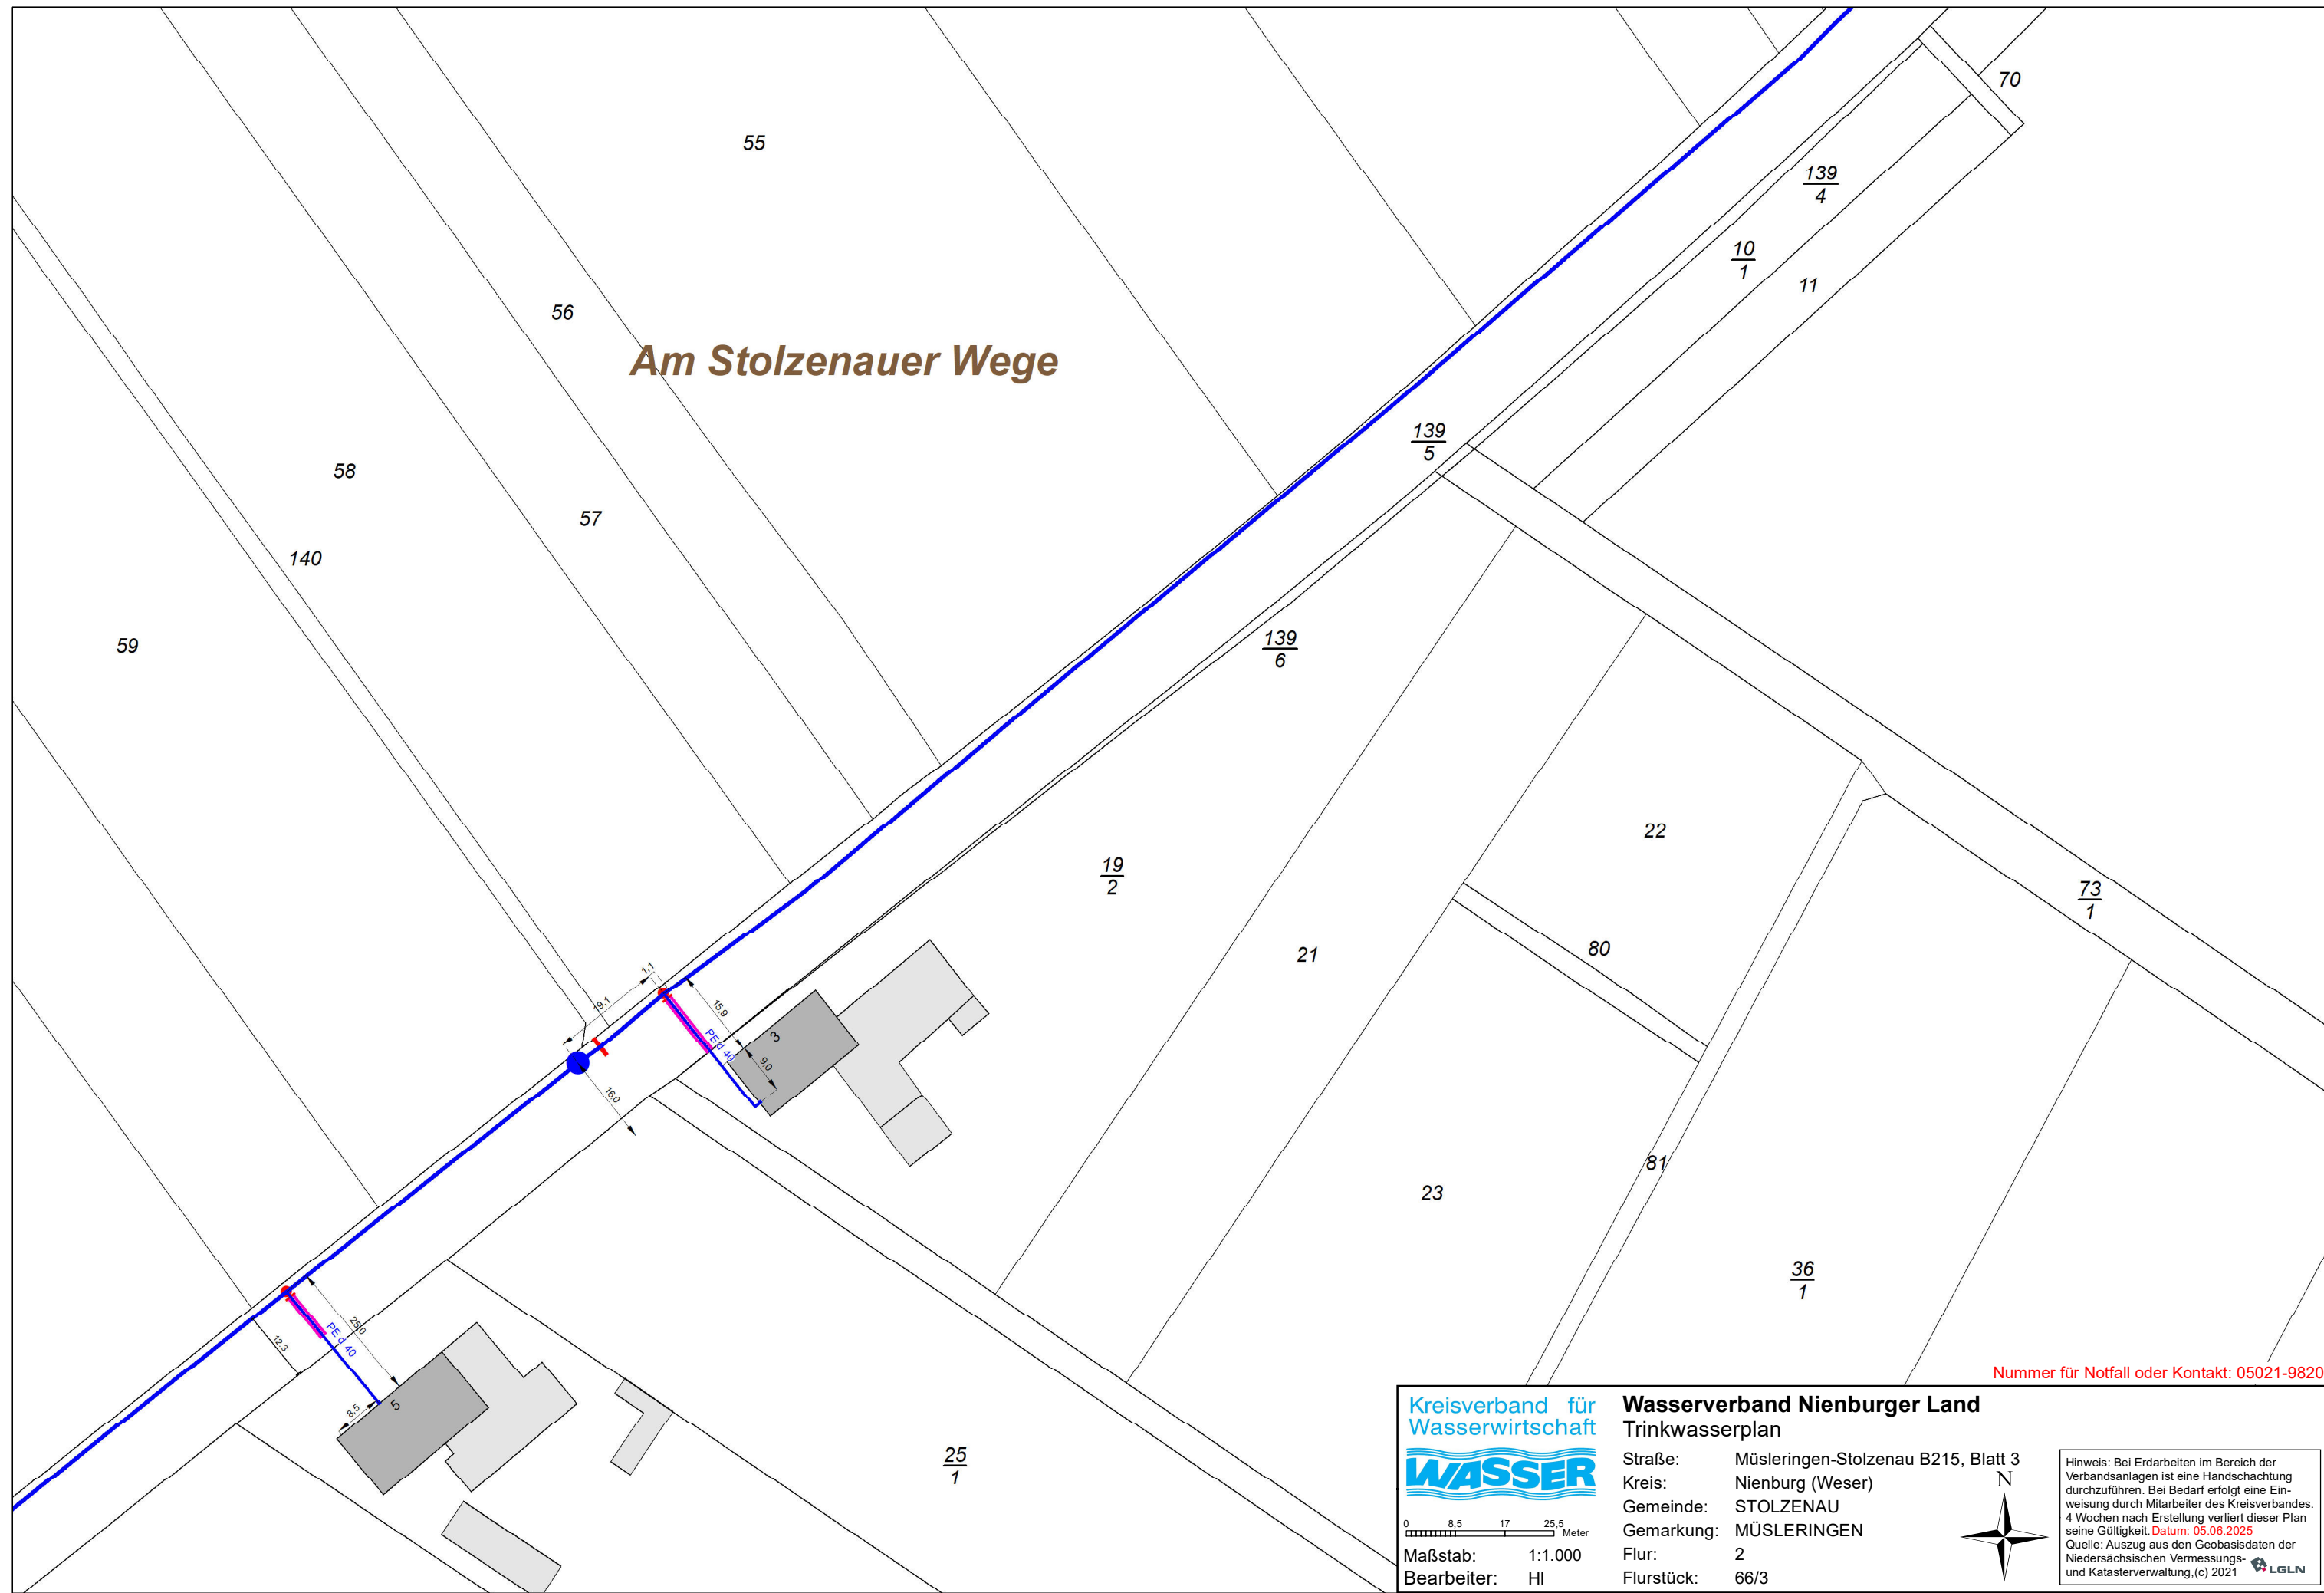 70
55
139
4
10
1
11
56
Am Stolzenauer Wege
139
5
58
57
140
139
6
59
22
19
2
73
1
80
21
1,1
19,1
15,9
PE d 40
3
9,0
16,0
81
23
36
1
25,0
PE d 40
12,3
8,5
5
25
1
Nummer für Notfall oder Kontakt: 05021-9820
Kreisverband für
Wasserwirtschaft
WASSER
0 8,5 17 25,5
Meter
Maßstab: 1:1.000
Bearbeiter: HI
Wasserverband Nienburger Land
Trinkwasserplan
Straße: Müsleringen-Stolzenau B215, Blatt 3
Kreis: Nienburg (Weser)
Gemeinde: STOLZENAU
Gemarkung: MÜSLERINGEN
Flur: 2
Flurstück: 66/3
N
Hinweis: Bei Erdarbeiten im Bereich der
Verbandsanlagen ist eine Handschachtung
durchzuführen. Bei Bedarf erfolgt eine Ein-
weisung durch Mitarbeiter des Kreisverbandes.
4 Wochen nach Erstellung verliert dieser Plan
seine Gültigkeit. Datum: 05.06.2025
Quelle: Auszug aus den Geobasisdaten der
Niedersächsischen Vermessungs-
und Katasterverwaltung,(c) 2021
LGLN